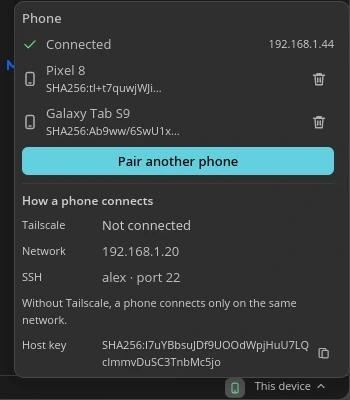 Phone
Connected 192.168.1.44
Pixel 8
SHA256:tl+t7quwjWJi...
Galaxy Tab S9
SHA256:Ab9ww/6SwU1x...
Pair another phone
How a phone connects
Tailscale Not connected
Network 192.168.1.20
SSH alex · port 22
Without Tailscale, a phone connects only on the same
network.
Host key SHA256:I7uYBbsuJDf9UOOdWpjHuU7LQ
cImmvDuSC3TnbMc5jo
This device